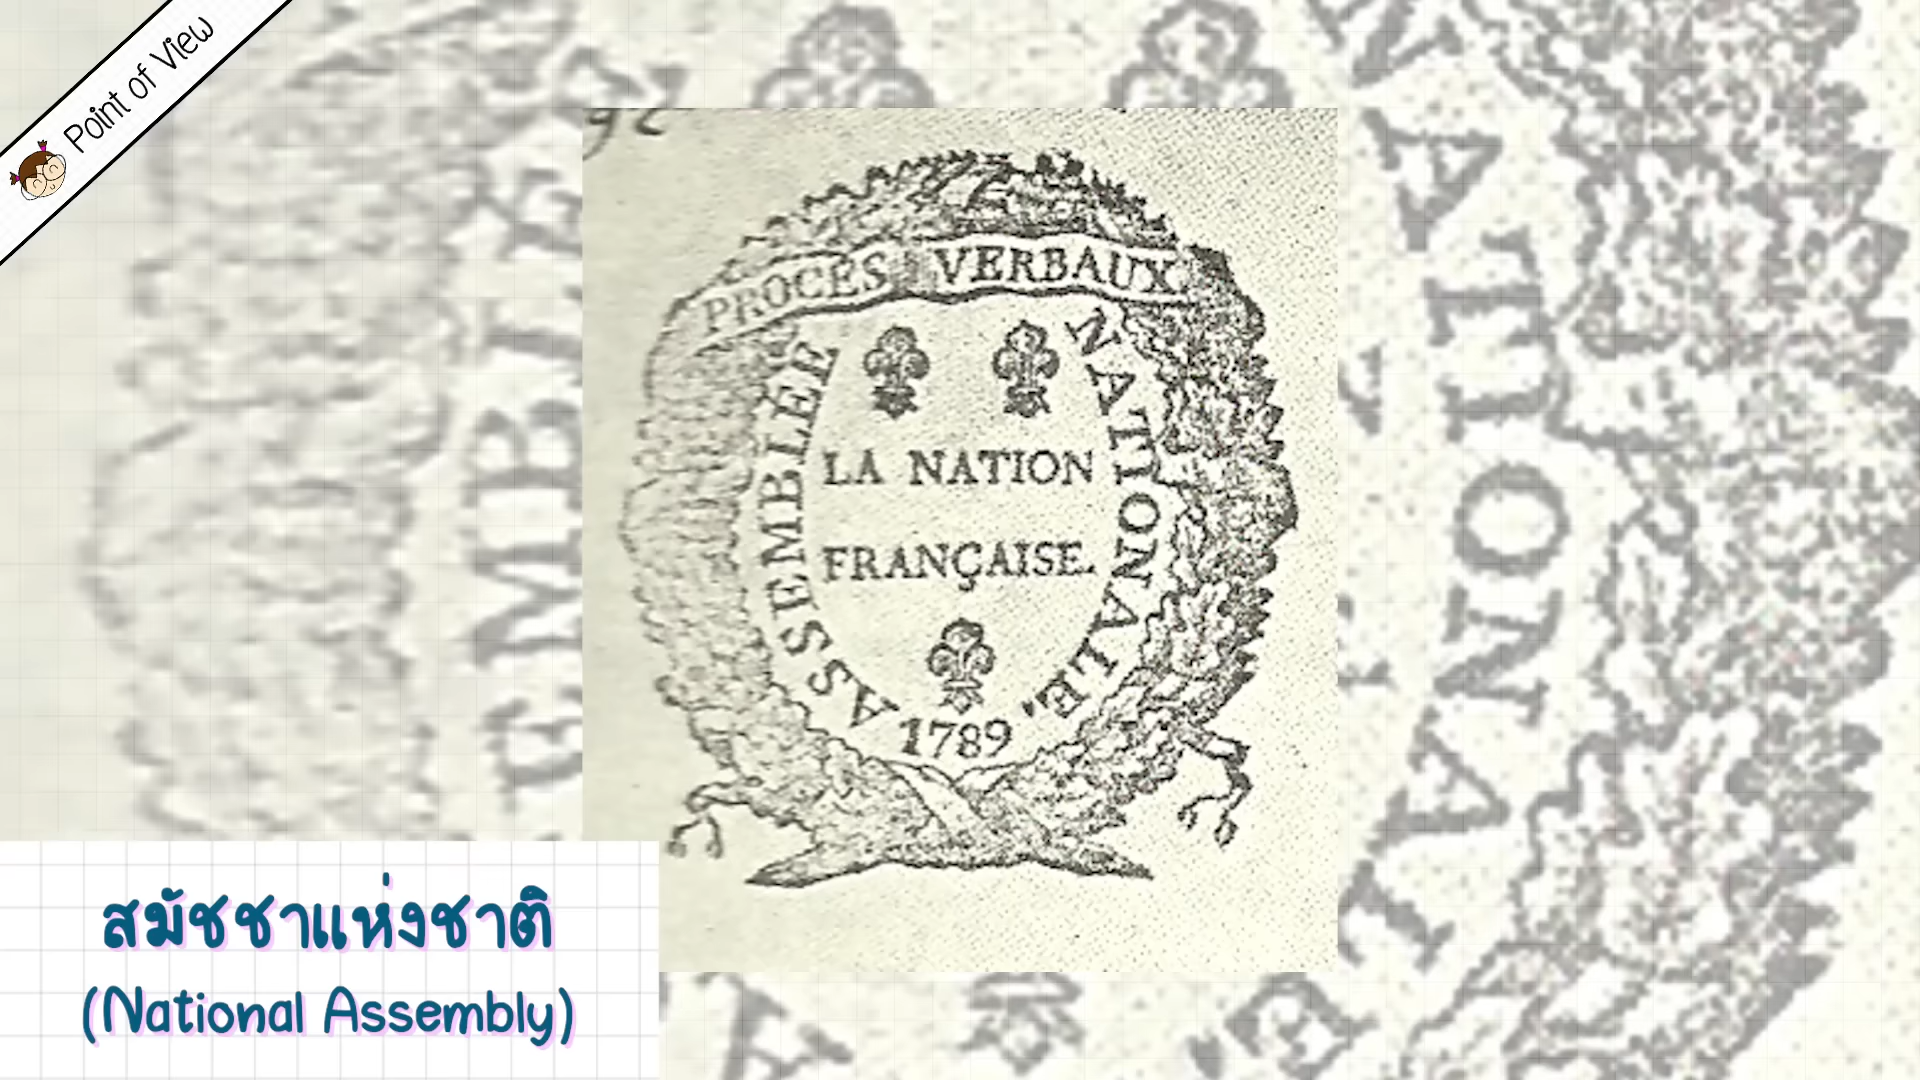 Point of View
PROCÈS VERBAUX
ASSEMBLÉE NATIONALE,
LA NATION
FRANÇAISE.
1789
สมัชชาแห่งชาติ
(National Assembly)